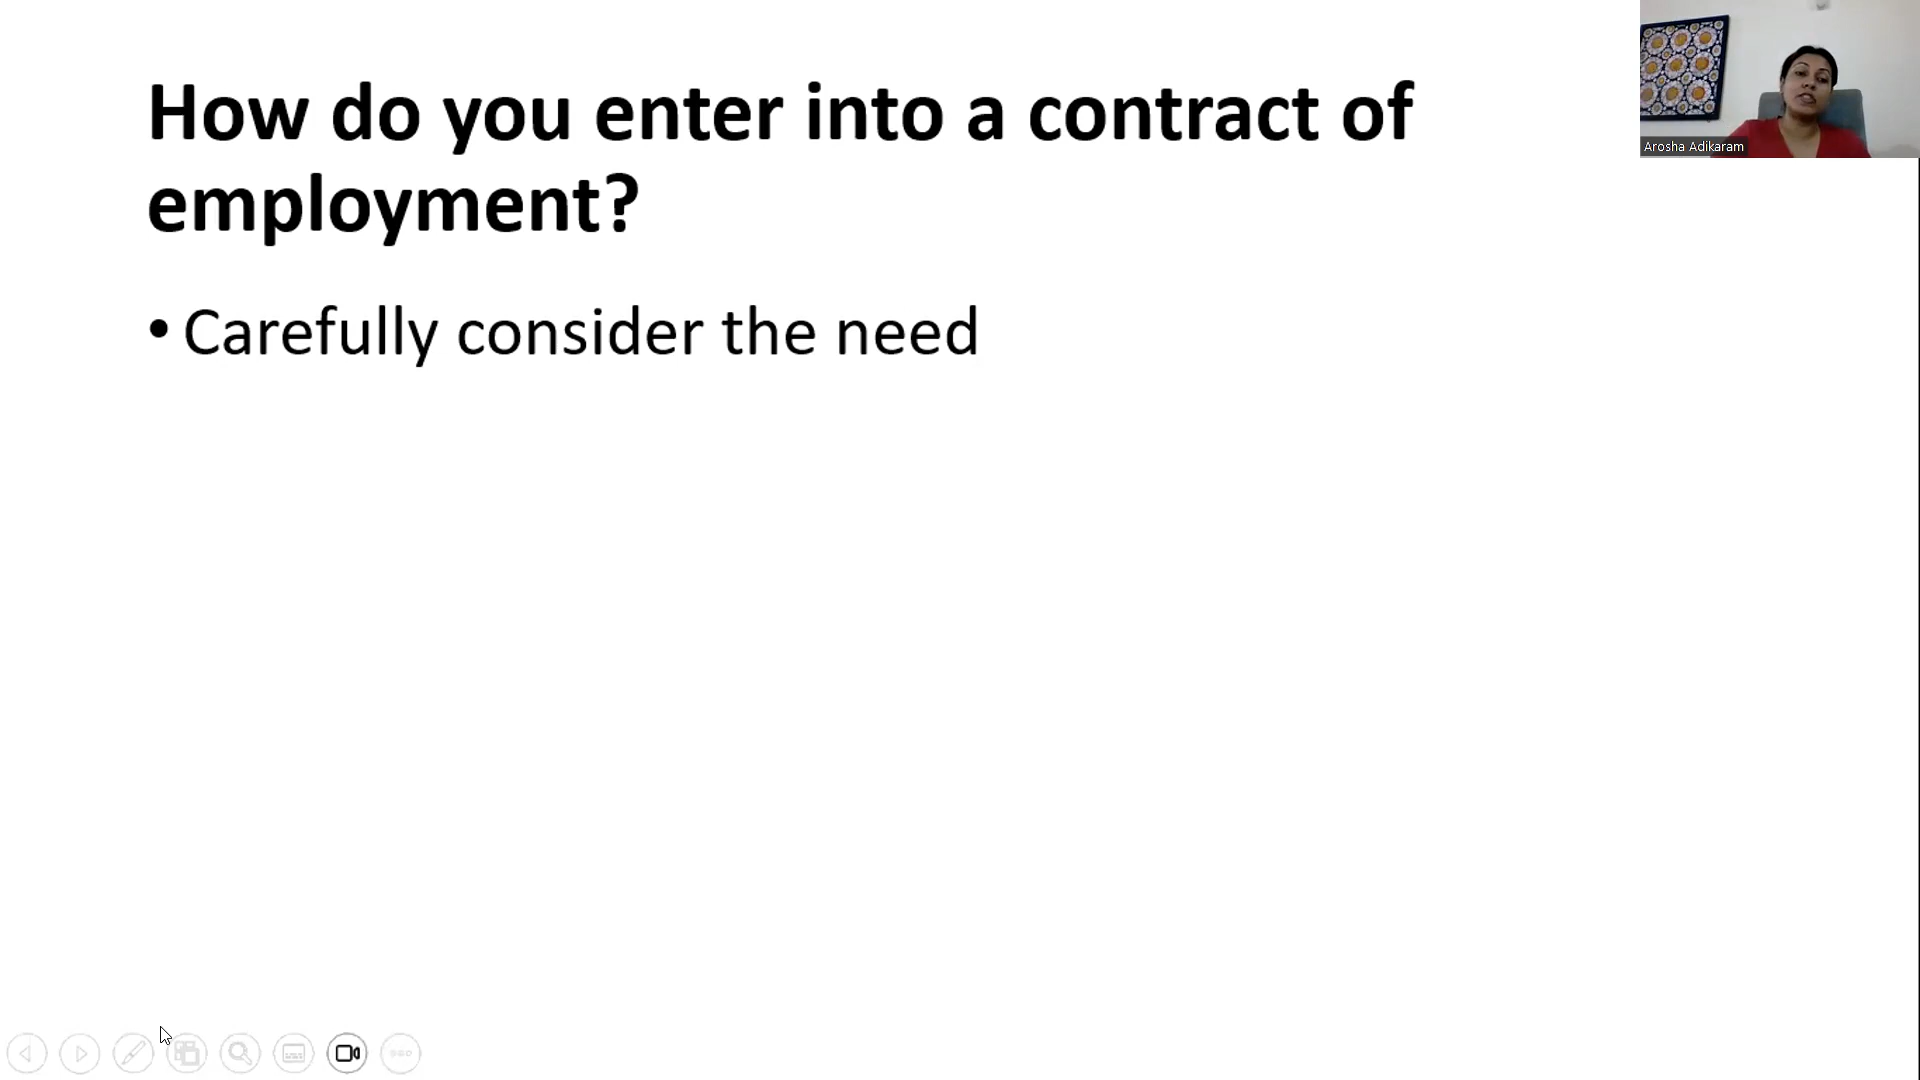 How do you enter into a contract of
employment?
• Carefully consider the need
Arosha Adikaram